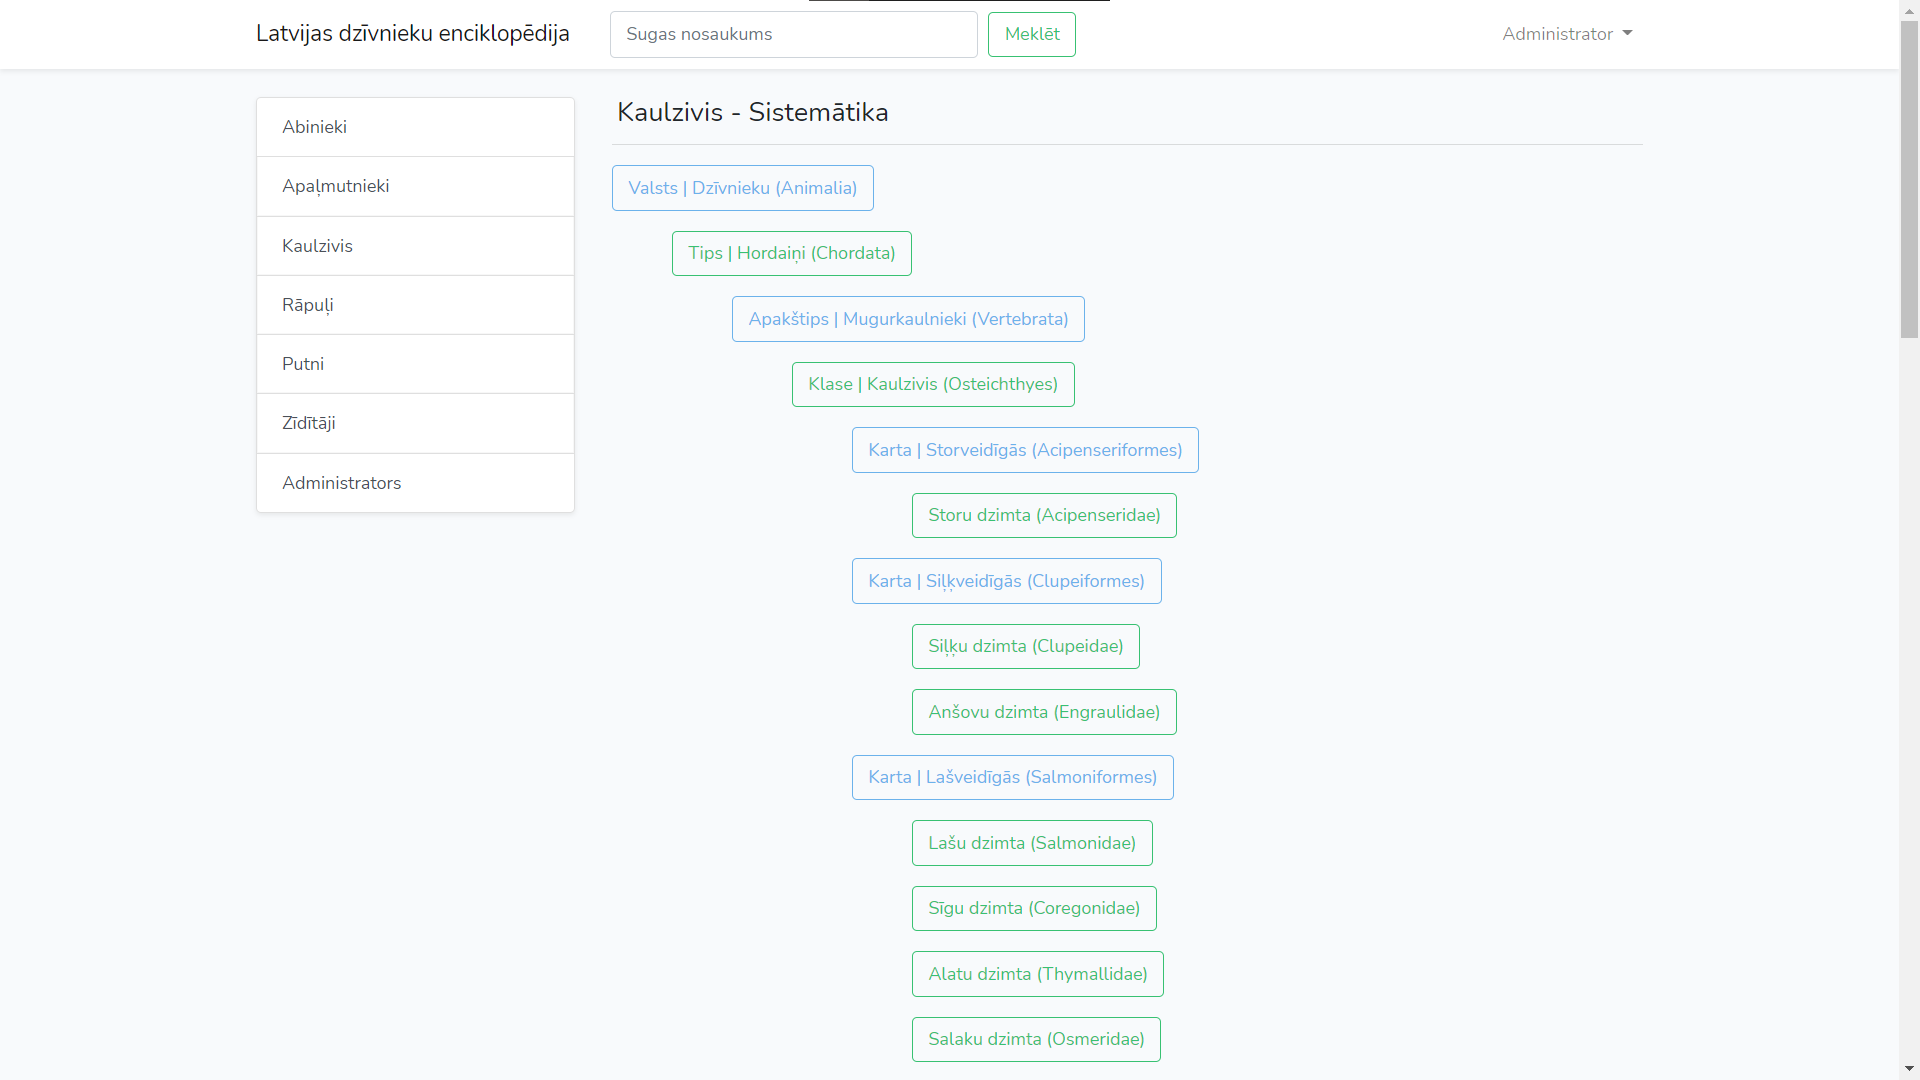 Latvijas dzīvnieku enciklopēdija
Sugas nosaukums
Meklēt
Administrator
Abinieki
Apaļmutnieki
Kaulzivis
Rāpuļi
Putni
Zīdītāji
Administrators
Kaulzivis - Sistemātika
Valsts | Dzīvnieku (Animalia)
Tips | Hordaiņi (Chordata)
Apakštips | Mugurkaulnieki (Vertebrata)
Klase | Kaulzivis (Osteichthyes)
Karta | Storveidīgās (Acipenseriformes)
Storu dzimta (Acipenseridae)
Karta | Siļķveidīgās (Clupeiformes)
Siļķu dzimta (Clupeidae)
Anšovu dzimta (Engraulidae)
Karta | Lašveidīgās (Salmoniformes)
Lašu dzimta (Salmonidae)
Sīgu dzimta (Coregonidae)
Alatu dzimta (Thymallidae)
Salaku dzimta (Osmeridae)